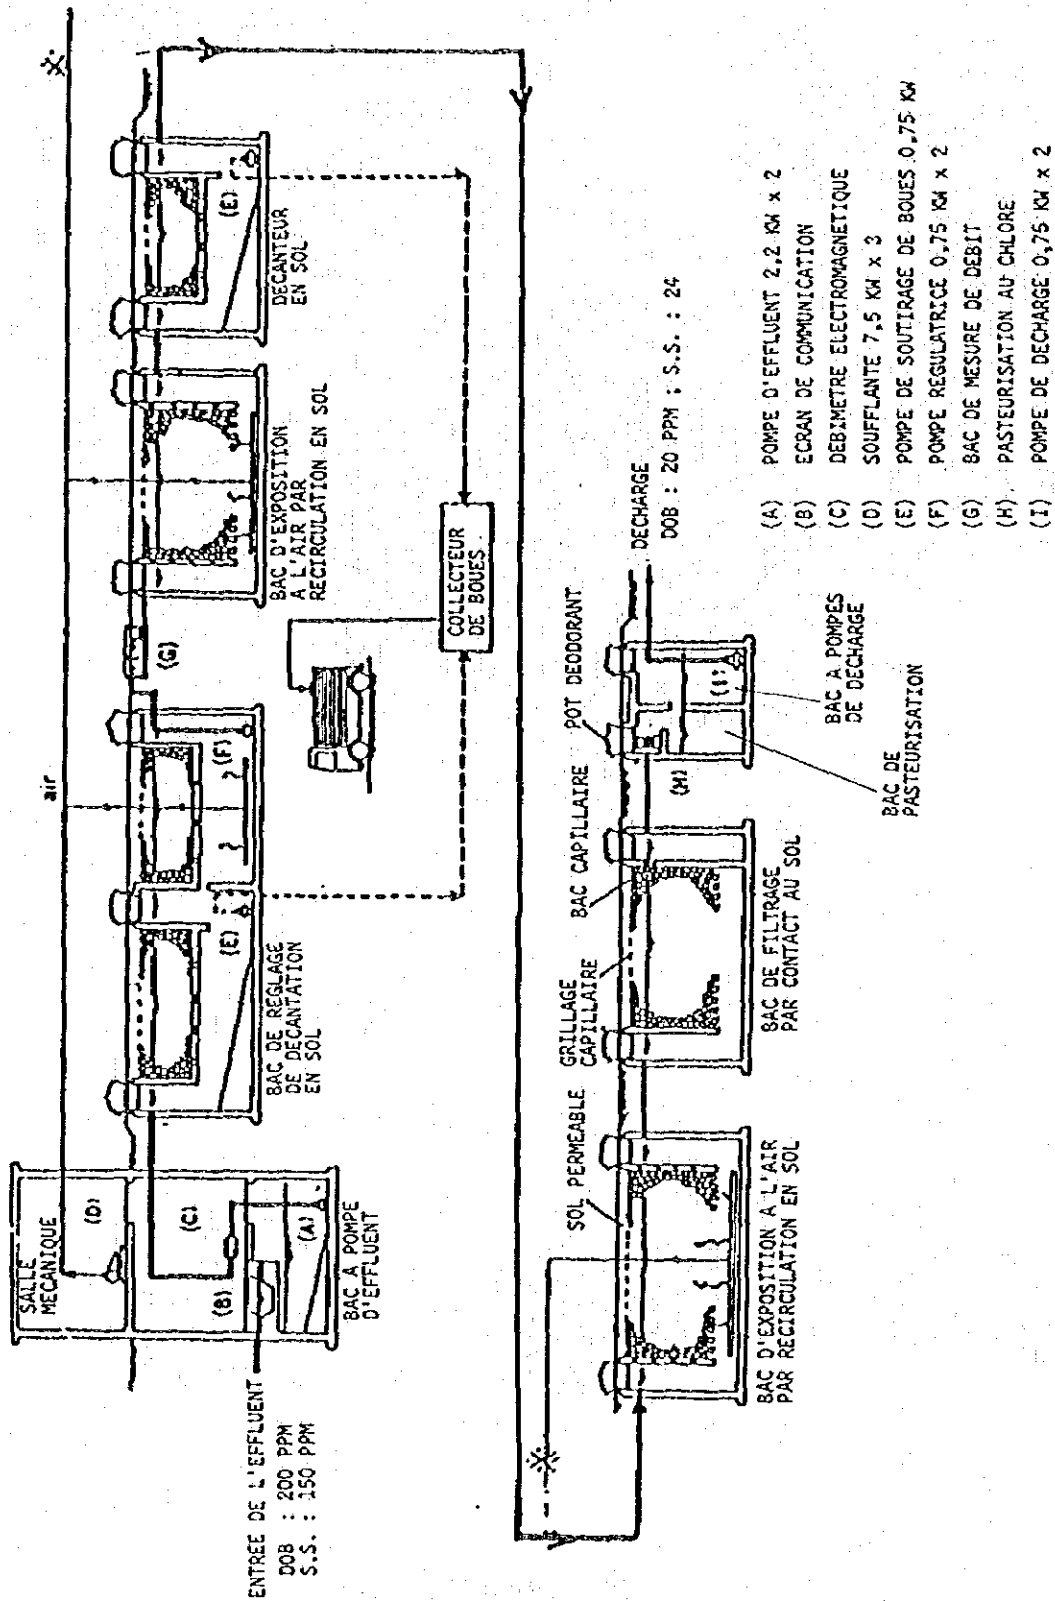 air
SALLE
MECANIQUE
(D)
(C)
(B)
(A)
BAC A POMPE
D'EFFLUENT
ENTREE DE L'EFFLUENT
DOB : 200 PPM
S.S. : 150 PPM
(E)
(F)
BAC DE REGLAGE
DE DECANTATION
EN SOL
(G)
BAC D'EXPOSITION
A L'AIR PAR
RECIRCULATION EN SOL
(E)
DECANTEUR
EN SOL
COLLECTEUR
DE BOUES
SOL PERMEABLE
GRILLAGE
CAPILLAIRE
BAC CAPILLAIRE
POT DEODORANT
DECHARGE
DOB : 20 PPM ; S.S. : 24
BAC D'EXPOSITION A L'AIR
PAR RECIRCULATION EN SOL
BAC DE FILTRAGE
PAR CONTACT AU SOL
(H)
(I)
BAC DE
PASTEURISATION
BAC A POMPES
DE DECHARGE
(A) POMPE D'EFFLUENT 2,2 KW x 2
(B) ECRAN DE COMMUNICATION
(C) DEBIMETRE ELECTROMAGNETIQUE
(D) SOUFFLANTE 7,5 KW x 3
(E) POMPE DE SOUTIRAGE DE BOUES 0,75 KW
(F) POMPE REGULATRICE 0,75 KW x 2
(G) BAC DE MESURE DE DEBIT
(H) PASTEURISATION AU CHLORE
(I) POMPE DE DECHARGE 0,75 KW x 2